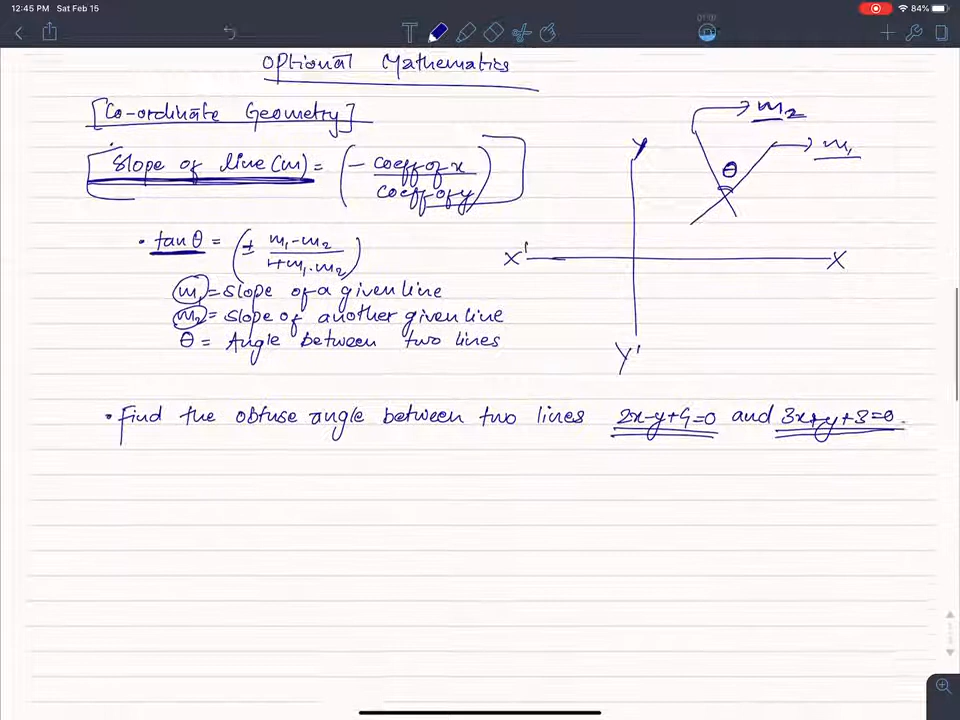 12:45 PM Sat Feb 15
84%
Optional Mathematics
[Co-ordinate Geometry]
Slope of line (m) = (- coeff of x / coeff of y)
m2
m1
θ
Y
X'
X
Y'
• tan θ = (± m1-m2 / 1+m1.m2)
m1 = slope of a given line
m2 = slope of another given line
θ = Angle between two lines
• Find the obtuse angle between two lines 2x-y+4=0 and 3x+y+3=0.